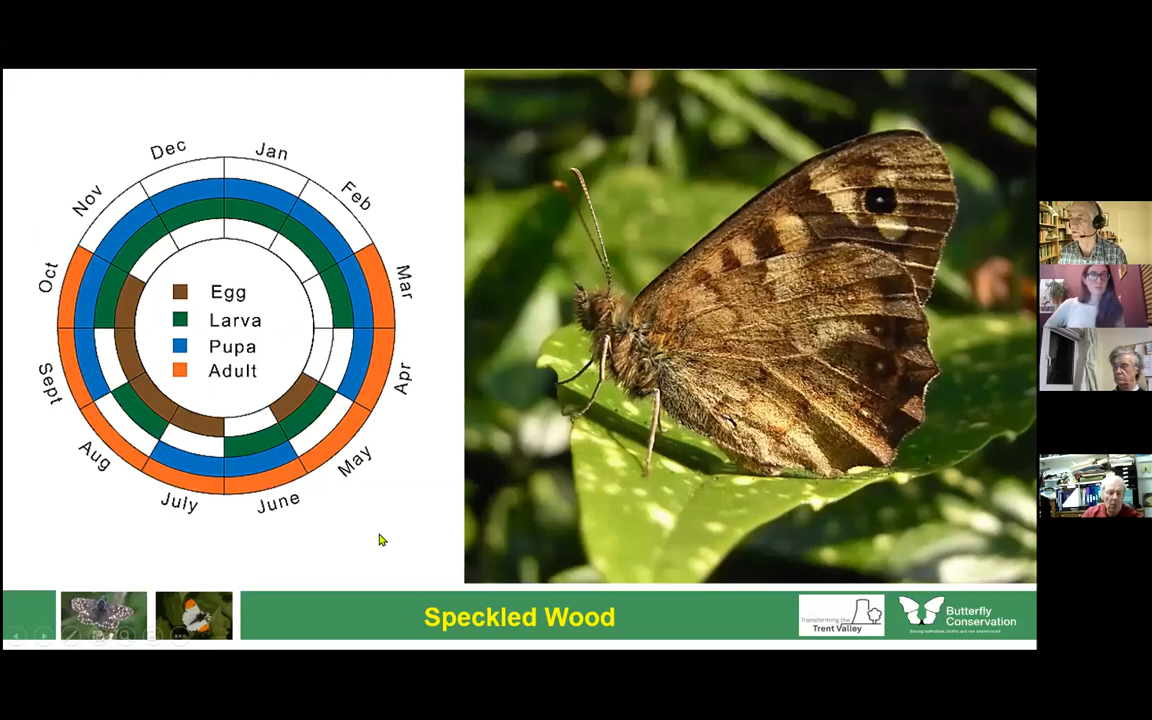 Dec
Jan
Nov
Feb
Oct
Mar
Egg
Larva
Pupa
Adult
Sept
Apr
Aug
May
July
June
Speckled Wood
Transforming the
Trent Valley
Butterfly
Conservation